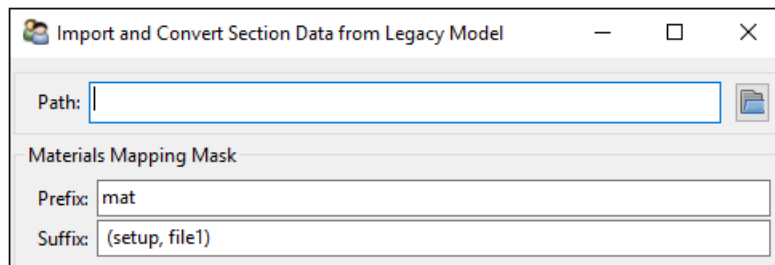 Import and Convert Section Data from Legacy Model
Path:
Materials Mapping Mask
Prefix: mat
Suffix: (setup, file1)